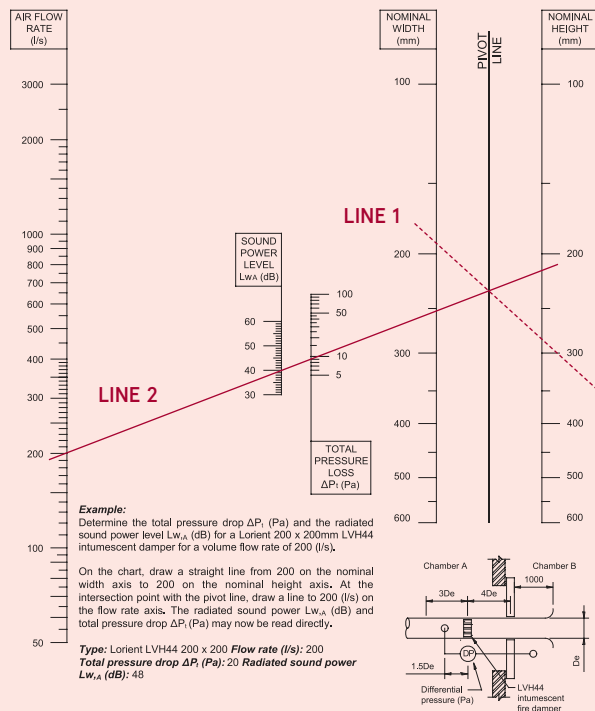 AIR FLOW
RATE
(l/s)
NOMINAL
WIDTH
(mm)
PIVOT
LINE
NOMINAL
HEIGHT
(mm)
3000
2000
1000
900
800
700
600
500
400
300
200
100
50
SOUND
POWER
LEVEL
LWA (dB)
60
50
40
30
100
50
10
5
TOTAL
PRESSURE
LOSS
ΔPt (Pa)
100
200
300
400
500
600
100
200
300
400
500
600
LINE 1
LINE 2
Example:
Determine the total pressure drop ΔPt (Pa) and the radiated
sound power level Lw,A (dB) for a Lorient 200 x 200mm LVH44
intumescent damper for a volume flow rate of 200 (l/s).
On the chart, draw a straight line from 200 on the nominal
width axis to 200 on the nominal height axis. At the
intersection point with the pivot line, draw a line to 200 (l/s) on
the flow rate axis. The radiated sound power Lw,A (dB) and
total pressure drop ΔPt (Pa) may now be read directly.
Type: Lorient LVH44 200 x 200 Flow rate (l/s): 200
Total pressure drop ΔPt (Pa): 20 Radiated sound power
Lw,A (dB): 48
Chamber A
Chamber B
1000
3De
4De
De
DP
1.5De
Differential
pressure (Pa)
LVH44
intumescent
fire damper